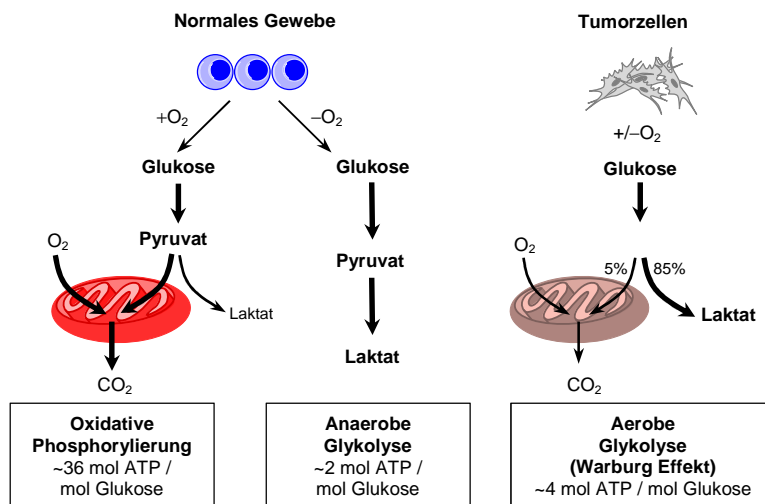 Normales Gewebe
Tumorzellen
+O₂
−O₂
+/−O₂
Glukose
Glukose
Glukose
O₂
Pyruvat
Pyruvat
O₂
5%
85%
Laktat
Laktat
Laktat
CO₂
CO₂
Oxidative
Phosphorylierung
~36 mol ATP /
mol Glukose
Anaerobe
Glykolyse
~2 mol ATP /
mol Glukose
Aerobe
Glykolyse
(Warburg Effekt)
~4 mol ATP / mol Glukose